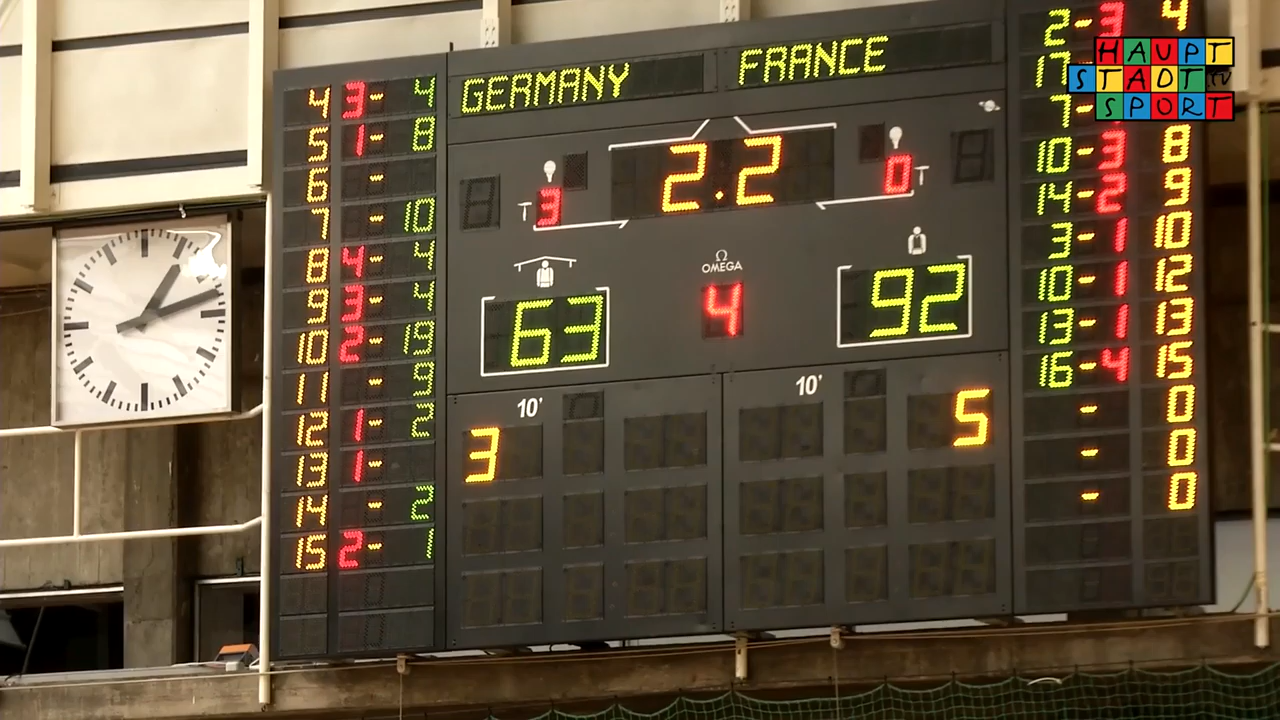 GERMANY FRANCE
2.2
T 3 0 T
Ω
OMEGA
63 4 92
10' 10'
3 5
4 3- 4
5 1- 8
6
7 - 10
8 4- 4
9 3- 4
10 2- 19
11 - 9
12 1- 2
13 1-
14 - 2
15 2- 1
2-3 4
17-
7-
10-3 8
14-2 9
3-1 10
10-1 12
13-1 13
16-4 15
- 0
- 0
- 0
HAUPT
STADT.tv
SPORT